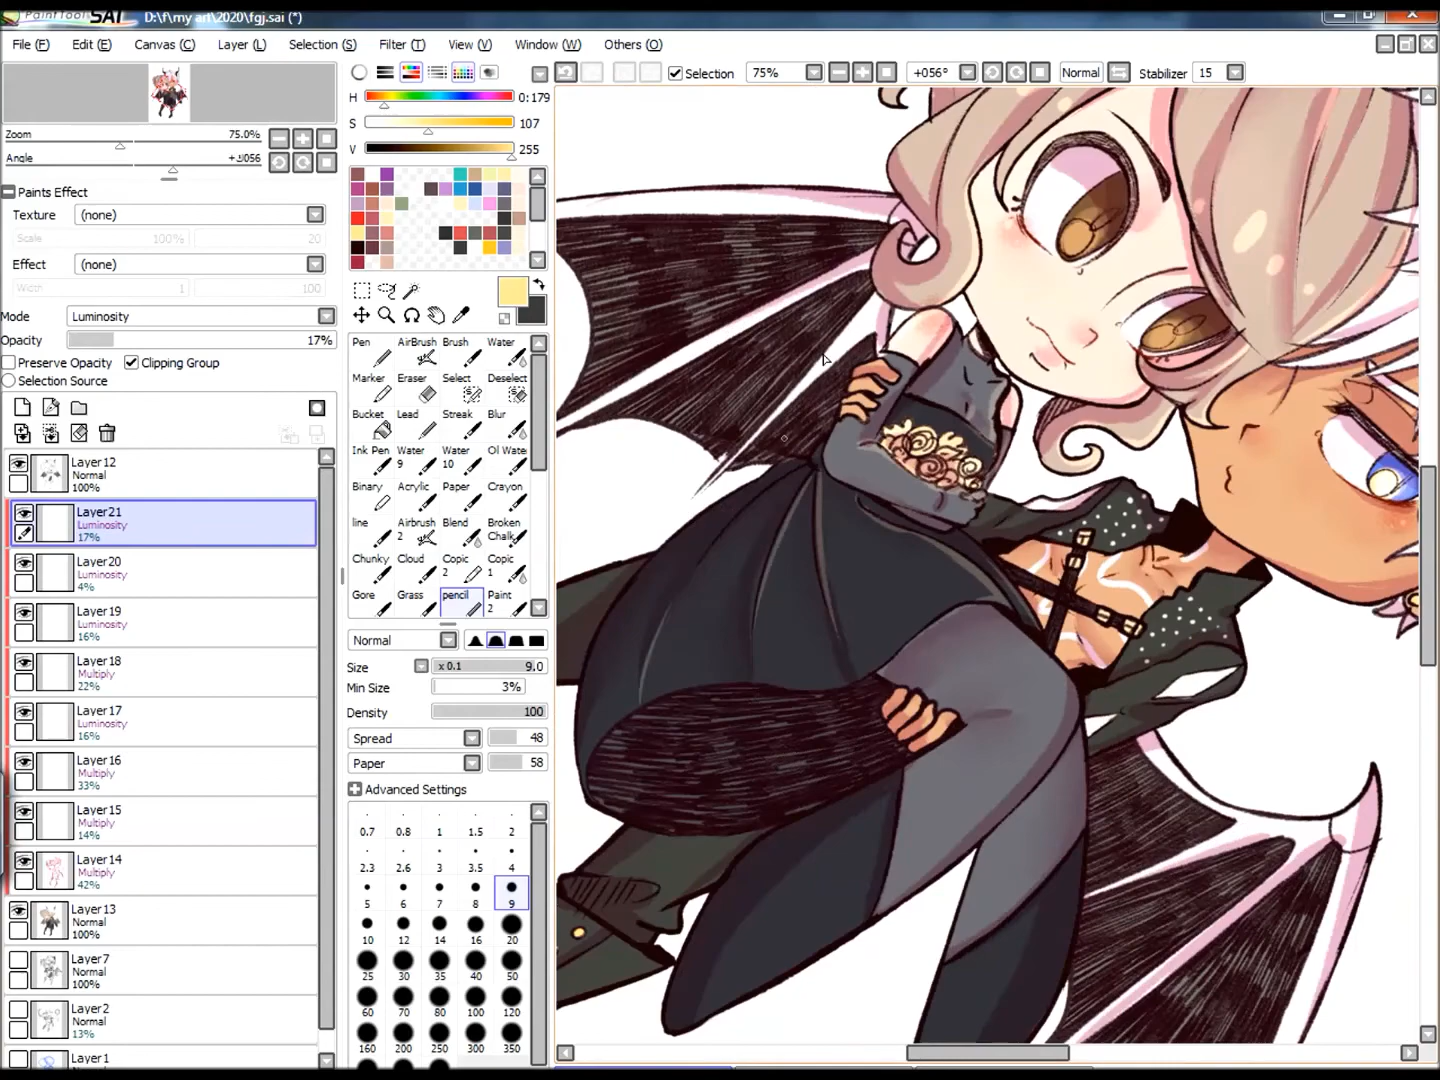 PaintTool SAI D:\f\my art\2020\fgj.sai (*)
File (F) Edit (E) Canvas (C) Layer (L) Selection (S) Filter (T) View (V) Window (W) Others (O)
Selection 75% +056° Normal Stabilizer 15
Zoom 75.0%
Angle
Paints Effect
Texture (none)
Scale 100% 20
Effect (none)
Width 1 100
Mode Luminosity
Opacity 17%
Preserve Opacity Clipping Group
Selection Source
Layer12
Normal
100%
Layer21
Luminosity
17%
Layer20
Luminosity
4%
Layer19
Luminosity
16%
Layer18
Multiply
22%
Layer17
Luminosity
16%
Layer16
Multiply
33%
Layer15
Multiply
14%
Layer14
Multiply
42%
Layer13
Normal
100%
Layer7
Normal
100%
Layer2
Normal
13%
Layer1
H 0:179
S 107
V 255
Pen AirBrush Brush Water
Marker Eraser Select Deselect
Bucket Lead Streak Blur
Ink Pen Water 9 Water 10 Oil Wate
Binary Acrylic Paper Crayon
line Airbrush 2 Blend Broken Chalk
Chunky Cloud Copic 2 Copic 1
Gore Grass pencil Paint 2
Normal
Size x 0.1 9.0
Min Size 3%
Density 100
Spread 48
Paper 58
Advanced Settings
0.7 0.8 1 1.5 2
2.3 2.6 3 3.5 4
5 6 7 8 9
10 12 14 16 20
25 30 35 40 50
60 70 80 100 120
160 200 250 300 350